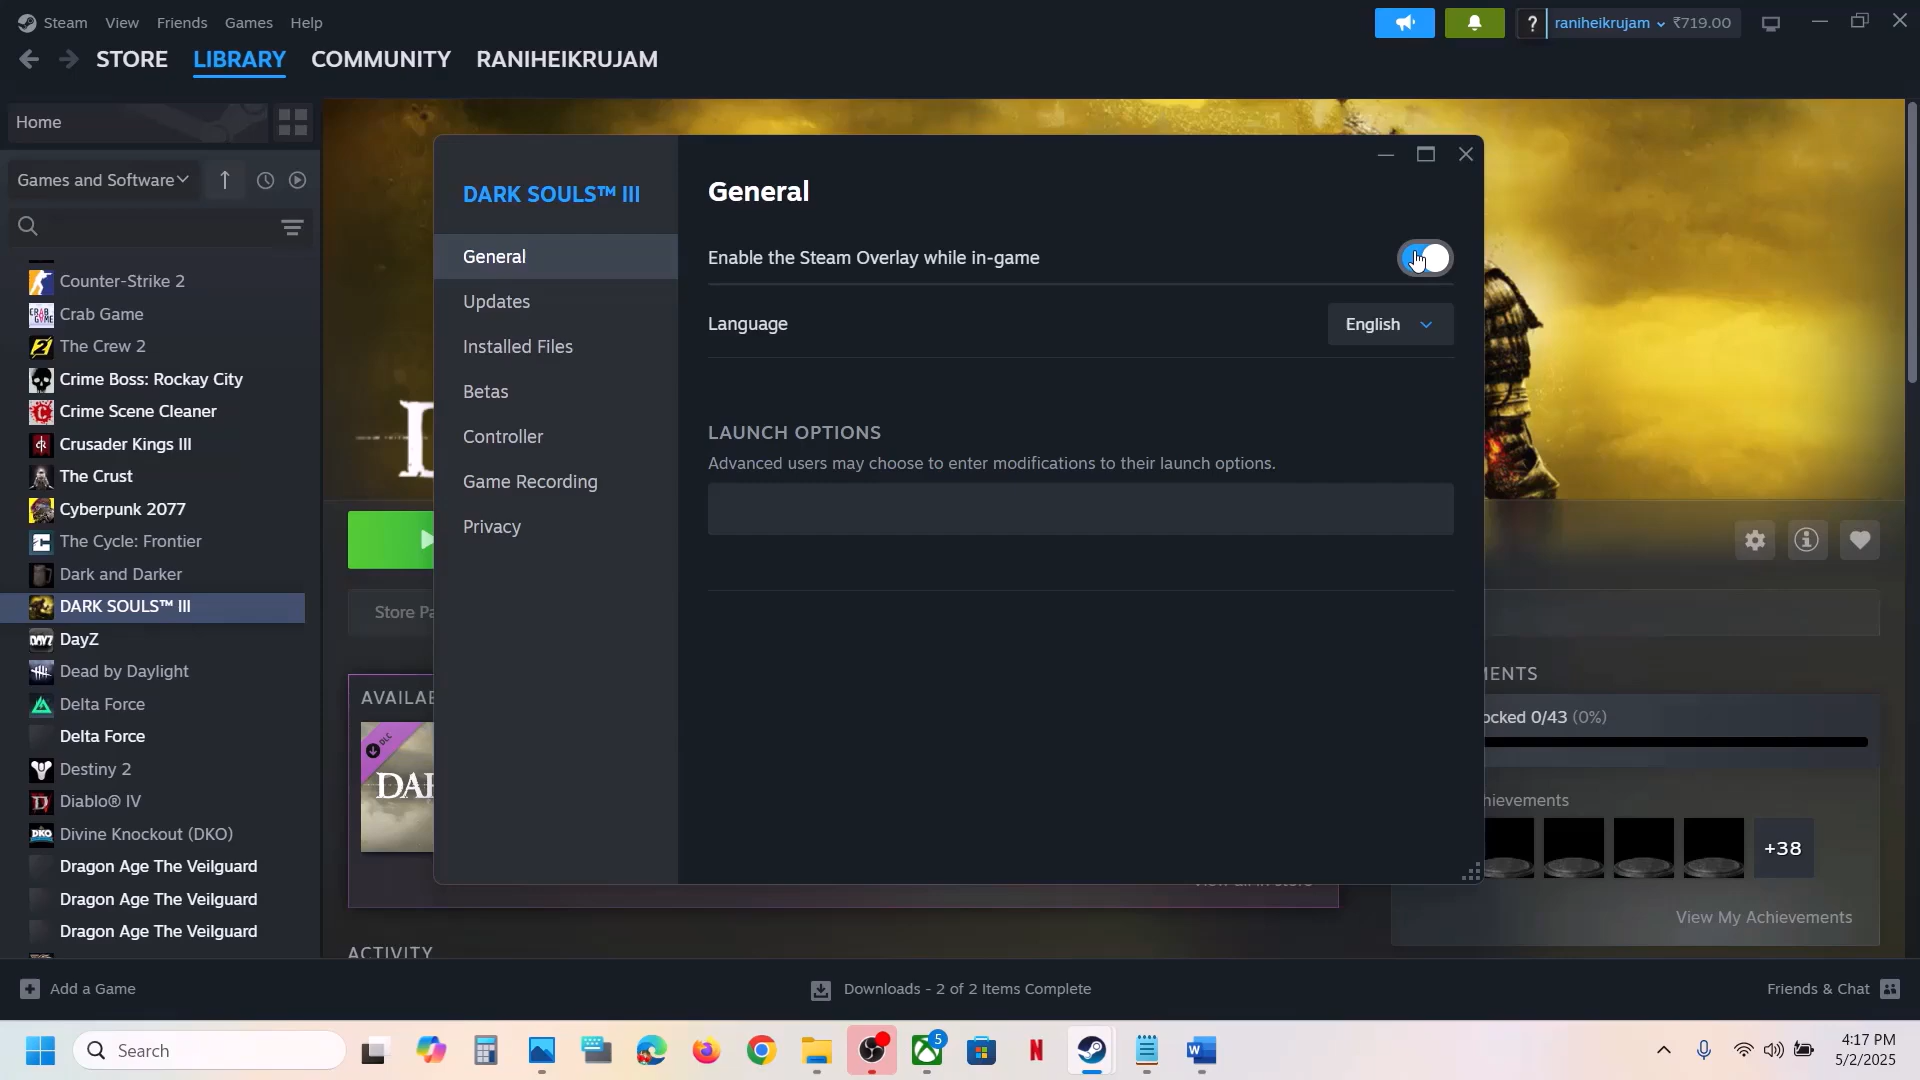 Steam View Friends Games Help
? raniheikrujam ₹719.00
STORE LIBRARY COMMUNITY RANIHEIKRUJAM
Home
Games and Software
Counter-Strike 2
Crab Game
The Crew 2
Crime Boss: Rockay City
Crime Scene Cleaner
Crusader Kings III
The Crust
Cyberpunk 2077
The Cycle: Frontier
Dark and Darker
DARK SOULS™ III
DayZ
Dead by Daylight
Delta Force
Delta Force
Destiny 2
Diablo® IV
Divine Knockout (DKO)
Dragon Age The Veilguard
Dragon Age The Veilguard
Dragon Age The Veilguard
Add a Game
DARK SOULS™ III
General
Updates
Installed Files
Betas
Controller
Game Recording
Privacy
General
Enable the Steam Overlay while in-game
Language English
LAUNCH OPTIONS
Advanced users may choose to enter modifications to their launch options.
Store Pa
AVAILAB
DLC
DAR
ACTIVITY
MENTS
ocked 0/43 (0%)
hievements
+38
View My Achievements
Downloads - 2 of 2 Items Complete
Friends & Chat
Search
5
4:17 PM
5/2/2025